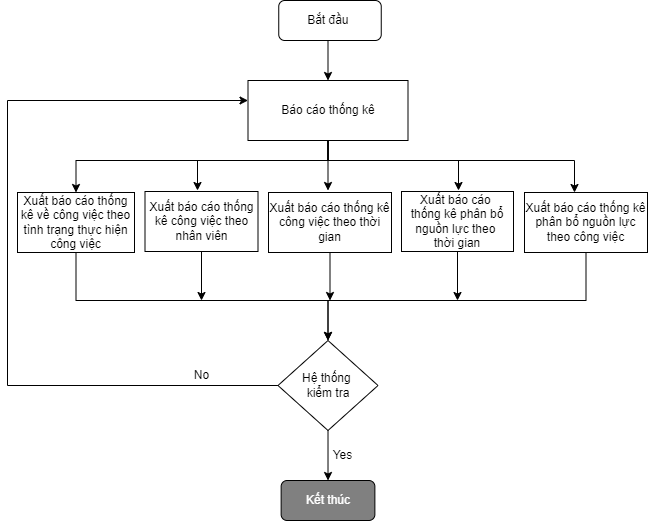 Bắt đầu
Báo cáo thống kê
Xuất báo cáo thống
kê về công việc theo
tình trạng thực hiện
công việc
Xuất báo cáo thống
kê công việc theo
nhân viên
Xuất báo cáo thống kê
công việc theo thời
gian
Xuất báo cáo
thống kê phân bổ
nguồn lực theo
thời gian
Xuất báo cáo thống kê
phân bổ nguồn lực
theo công việc
Hệ thống
kiểm tra
No
Yes
Kết thúc